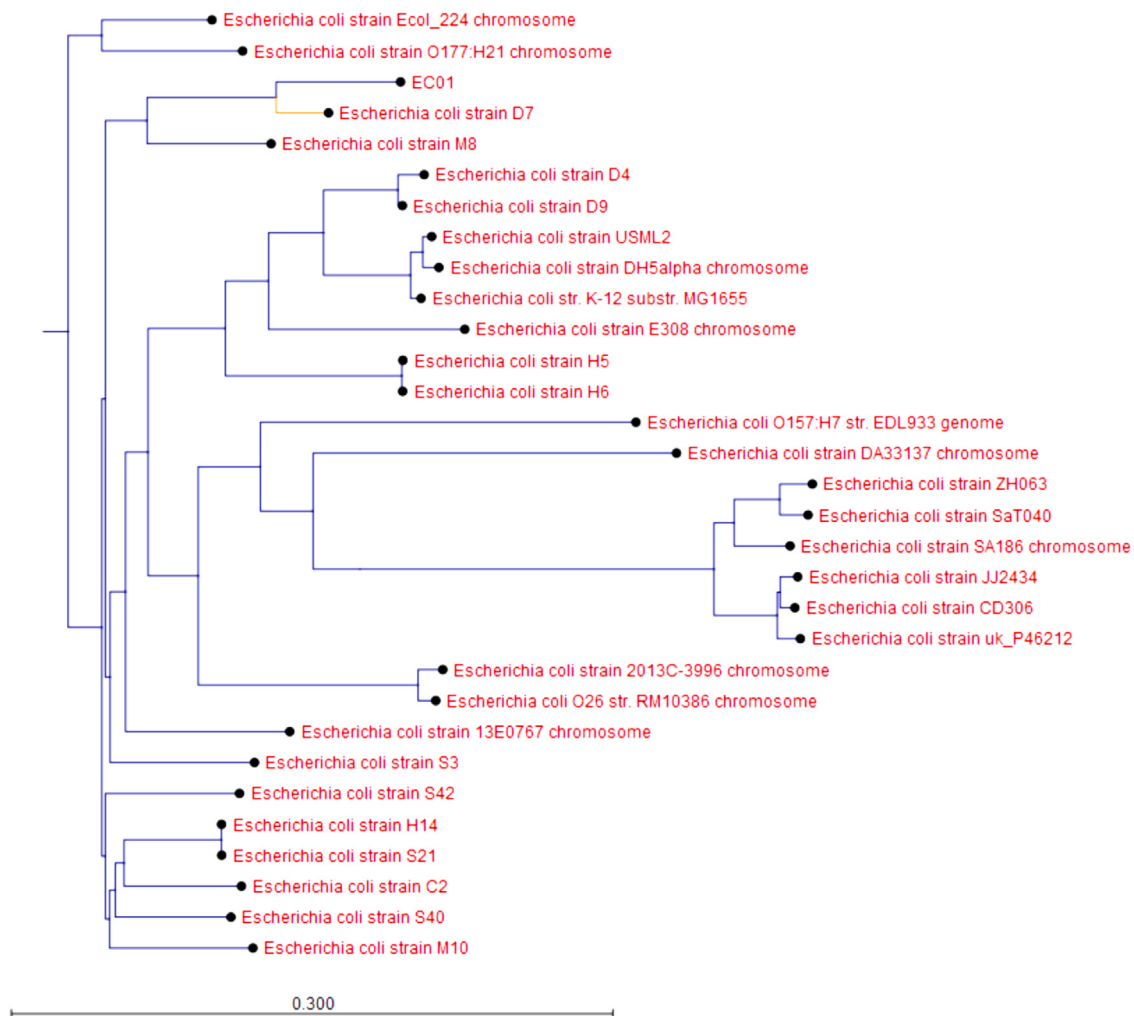 Escherichia coli strain Ecol_224 chromosome
Escherichia coli strain O177:H21 chromosome
EC01
Escherichia coli strain D7
Escherichia coli strain M8
Escherichia coli strain D4
Escherichia coli strain D9
Escherichia coli strain USML2
Escherichia coli strain DH5alpha chromosome
Escherichia coli str. K-12 substr. MG1655
Escherichia coli strain E308 chromosome
Escherichia coli strain H5
Escherichia coli strain H6
Escherichia coli O157:H7 str. EDL933 genome
Escherichia coli strain DA33137 chromosome
Escherichia coli strain ZH063
Escherichia coli strain SaT040
Escherichia coli strain SA186 chromosome
Escherichia coli strain JJ2434
Escherichia coli strain CD306
Escherichia coli strain uk_P46212
Escherichia coli strain 2013C-3996 chromosome
Escherichia coli O26 str. RM10386 chromosome
Escherichia coli strain 13E0767 chromosome
Escherichia coli strain S3
Escherichia coli strain S42
Escherichia coli strain H14
Escherichia coli strain S21
Escherichia coli strain C2
Escherichia coli strain S40
Escherichia coli strain M10
0.300